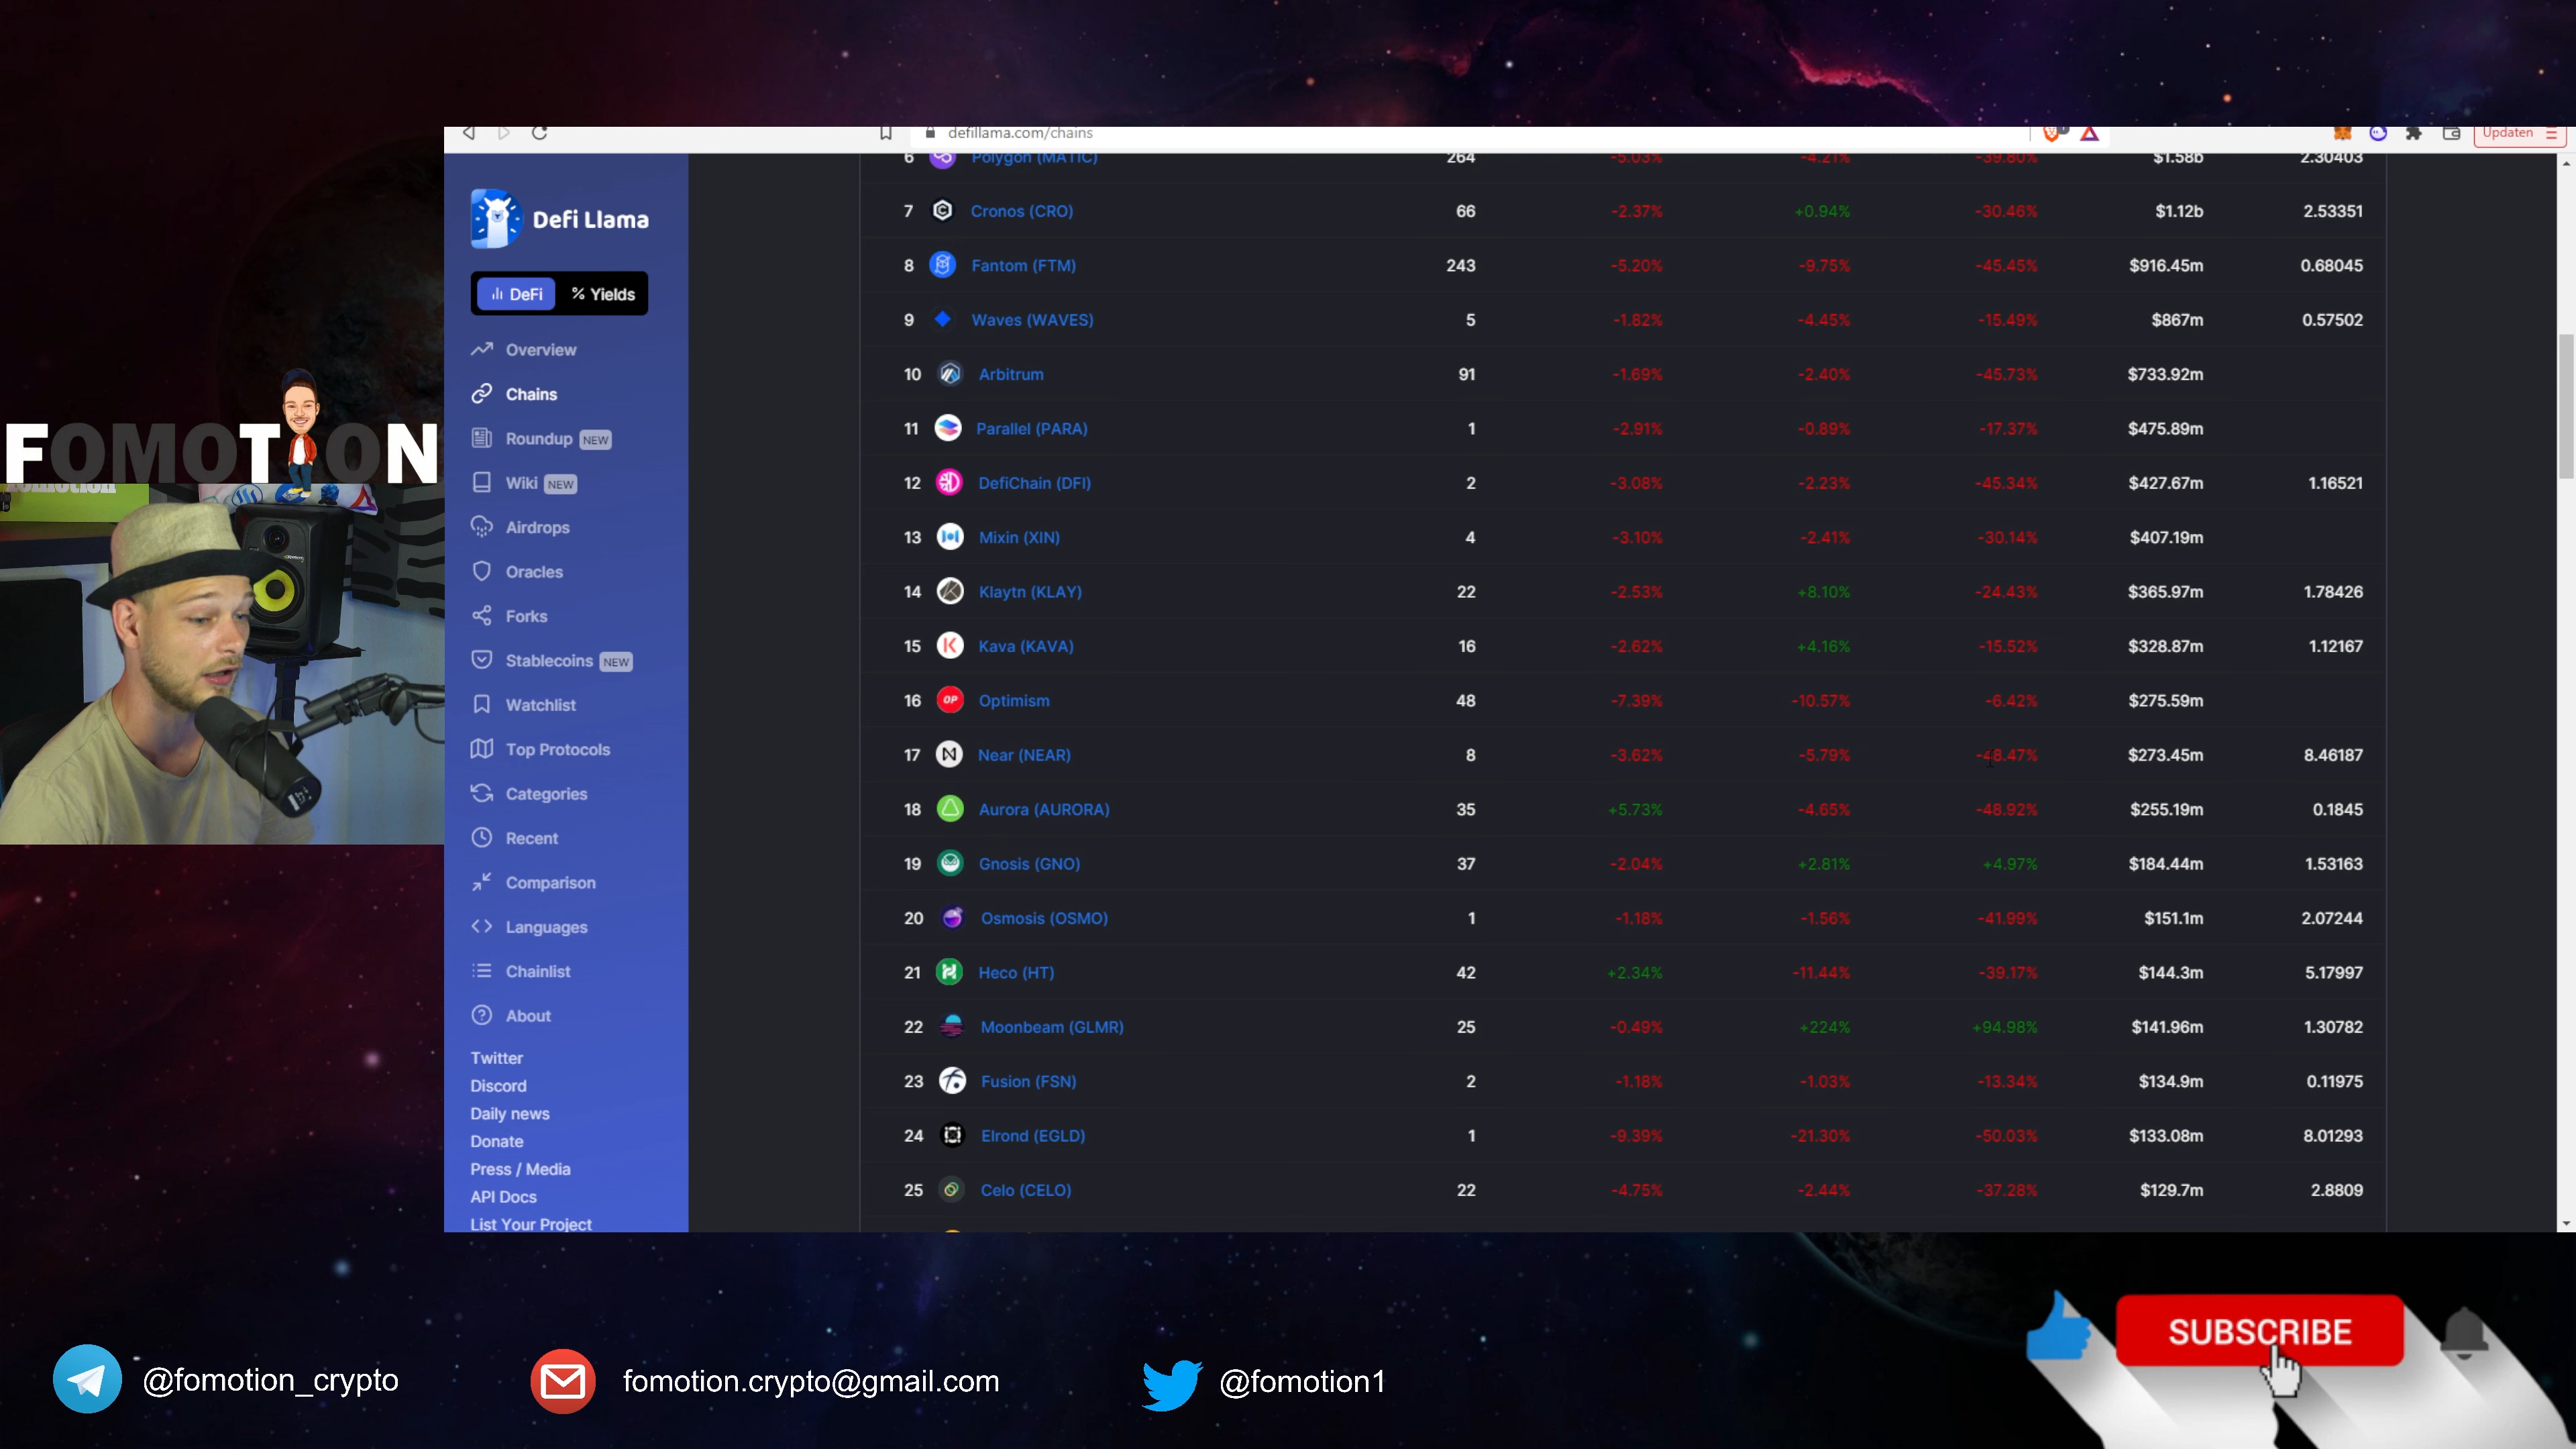 defillama.com/chains
Updaten
Defi Llama
DeFi % Yields
Overview
Chains
Roundup NEW
Wiki NEW
Airdrops
Oracles
Forks
Stablecoins NEW
Watchlist
Top Protocols
Categories
Recent
Comparison
Languages
Chainlist
About
Twitter
Discord
Daily news
Donate
Press / Media
API Docs
List Your Project
6 Polygon (MATIC) 264 -5.03% -4.21% -39.80% $1.58b 2.30403
7 Cronos (CRO) 66 -2.37% +0.94% -30.46% $1.12b 2.53351
8 Fantom (FTM) 243 -5.20% -9.75% -45.45% $916.45m 0.68045
9 Waves (WAVES) 5 -1.82% -4.45% -15.49% $867m 0.57502
10 Arbitrum 91 -1.69% -2.40% -45.73% $733.92m
11 Parallel (PARA) 1 -2.91% -0.89% -17.37% $475.89m
12 DefiChain (DFI) 2 -3.08% -2.23% -45.34% $427.67m 1.16521
13 Mixin (XIN) 4 -3.10% -2.41% -30.14% $407.19m
14 Klaytn (KLAY) 22 -2.53% +8.10% -24.43% $365.97m 1.78426
15 Kava (KAVA) 16 -2.62% +4.16% -15.52% $328.87m 1.12167
16 OP Optimism 48 -7.39% -10.57% -6.42% $275.59m
17 Near (NEAR) 8 -3.62% -5.79% -48.47% $273.45m 8.46187
18 Aurora (AURORA) 35 +5.73% -4.65% -48.92% $255.19m 0.1845
19 Gnosis (GNO) 37 -2.04% +2.81% +4.97% $184.44m 1.53163
20 Osmosis (OSMO) 1 -1.18% -1.56% -41.99% $151.1m 2.07244
21 Heco (HT) 42 +2.34% -11.44% -39.17% $144.3m 5.17997
22 Moonbeam (GLMR) 25 -0.49% +224% +94.98% $141.96m 1.30782
23 Fusion (FSN) 2 -1.18% -1.03% -13.34% $134.9m 0.11975
24 Elrond (EGLD) 1 -9.39% -21.30% -50.03% $133.08m 8.01293
25 Celo (CELO) 22 -4.75% -2.44% -37.28% $129.7m 2.8809
FOMOTION
@fomotion_crypto
fomotion.crypto@gmail.com
@fomotion1
SUBSCRIBE